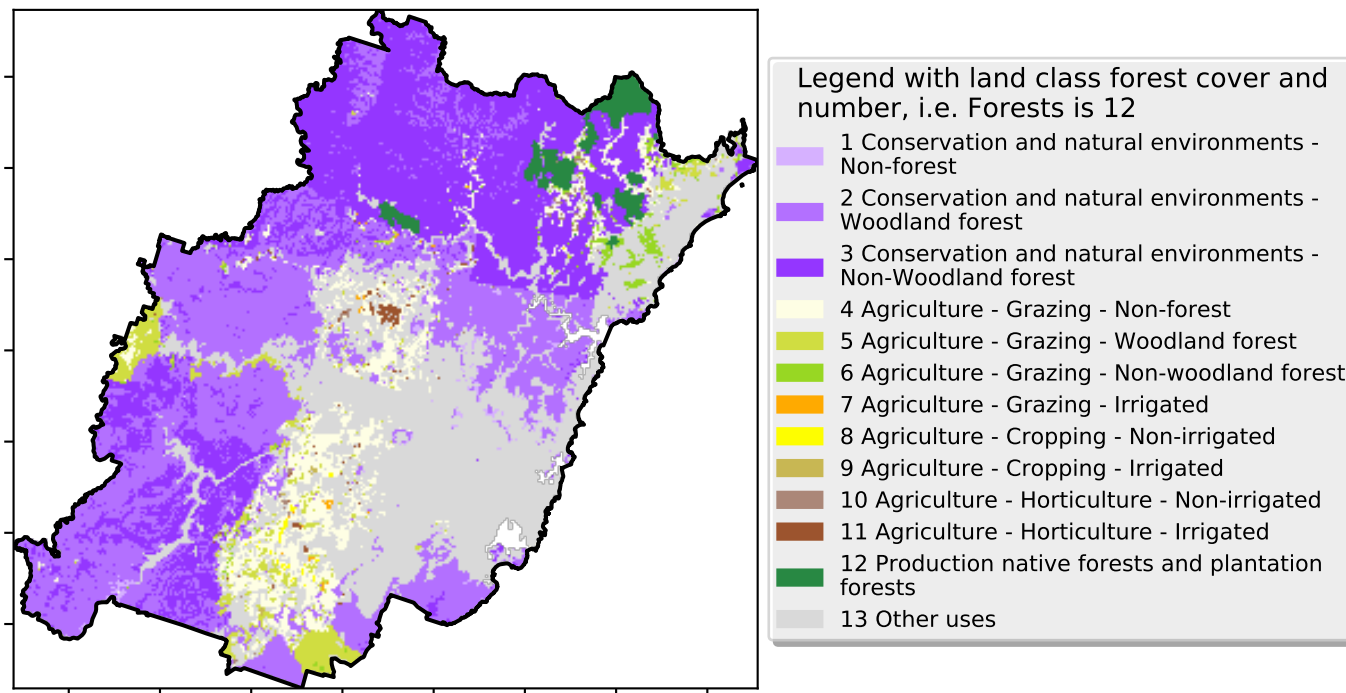 Legend with land class forest cover and
number, i.e. Forests is 12
1 Conservation and natural environments -
Non-forest
2 Conservation and natural environments -
Woodland forest
3 Conservation and natural environments -
Non-Woodland forest
4 Agriculture - Grazing - Non-forest
5 Agriculture - Grazing - Woodland forest
6 Agriculture - Grazing - Non-woodland forest
7 Agriculture - Grazing - Irrigated
8 Agriculture - Cropping - Non-irrigated
9 Agriculture - Cropping - Irrigated
10 Agriculture - Horticulture - Non-irrigated
11 Agriculture - Horticulture - Irrigated
12 Production native forests and plantation
forests
13 Other uses